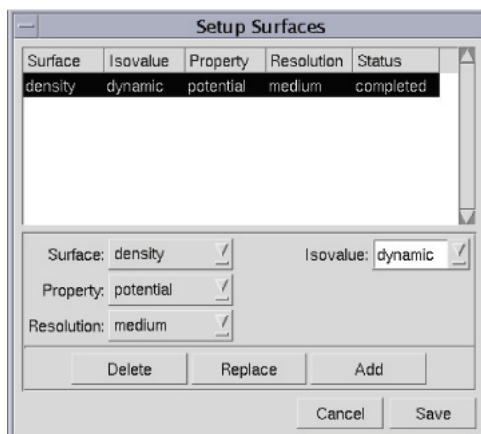 Setup Surfaces
Surface Isovalue Property Resolution Status
density dynamic potential medium completed
Surface: density Isovalue: dynamic
Property: potential
Resolution: medium
Delete Replace Add
Cancel Save